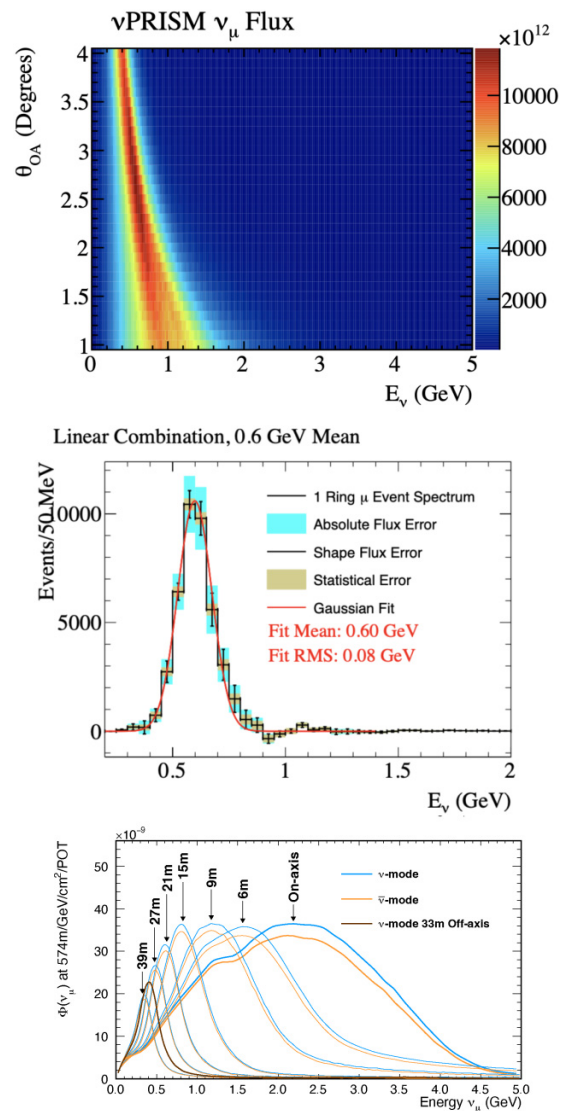 νPRISM ν_μ Flux
×10¹²
θ_OA (Degrees)
4
3.5
3
2.5
2
1.5
1
10000
8000
6000
4000
2000
0 1 2 3 4 5
E_ν (GeV)
Linear Combination, 0.6 GeV Mean
Events/50 MeV
10000
5000
0
1 Ring μ Event Spectrum
Absolute Flux Error
Shape Flux Error
Statistical Error
Gaussian Fit
Fit Mean: 0.60 GeV
Fit RMS: 0.08 GeV
0.5 1 1.5 2
E_ν (GeV)
×10⁻⁹
Φ(ν_μ) at 574m/GeV/cm²/POT
50
40
30
20
10
0
39m
27m
21m
15m
9m
6m
On-axis
ν-mode
ν̄-mode
ν-mode 33m Off-axis
0.0 0.5 1.0 1.5 2.0 2.5 3.0 3.5 4.0 4.5 5.0
Energy ν_μ (GeV)